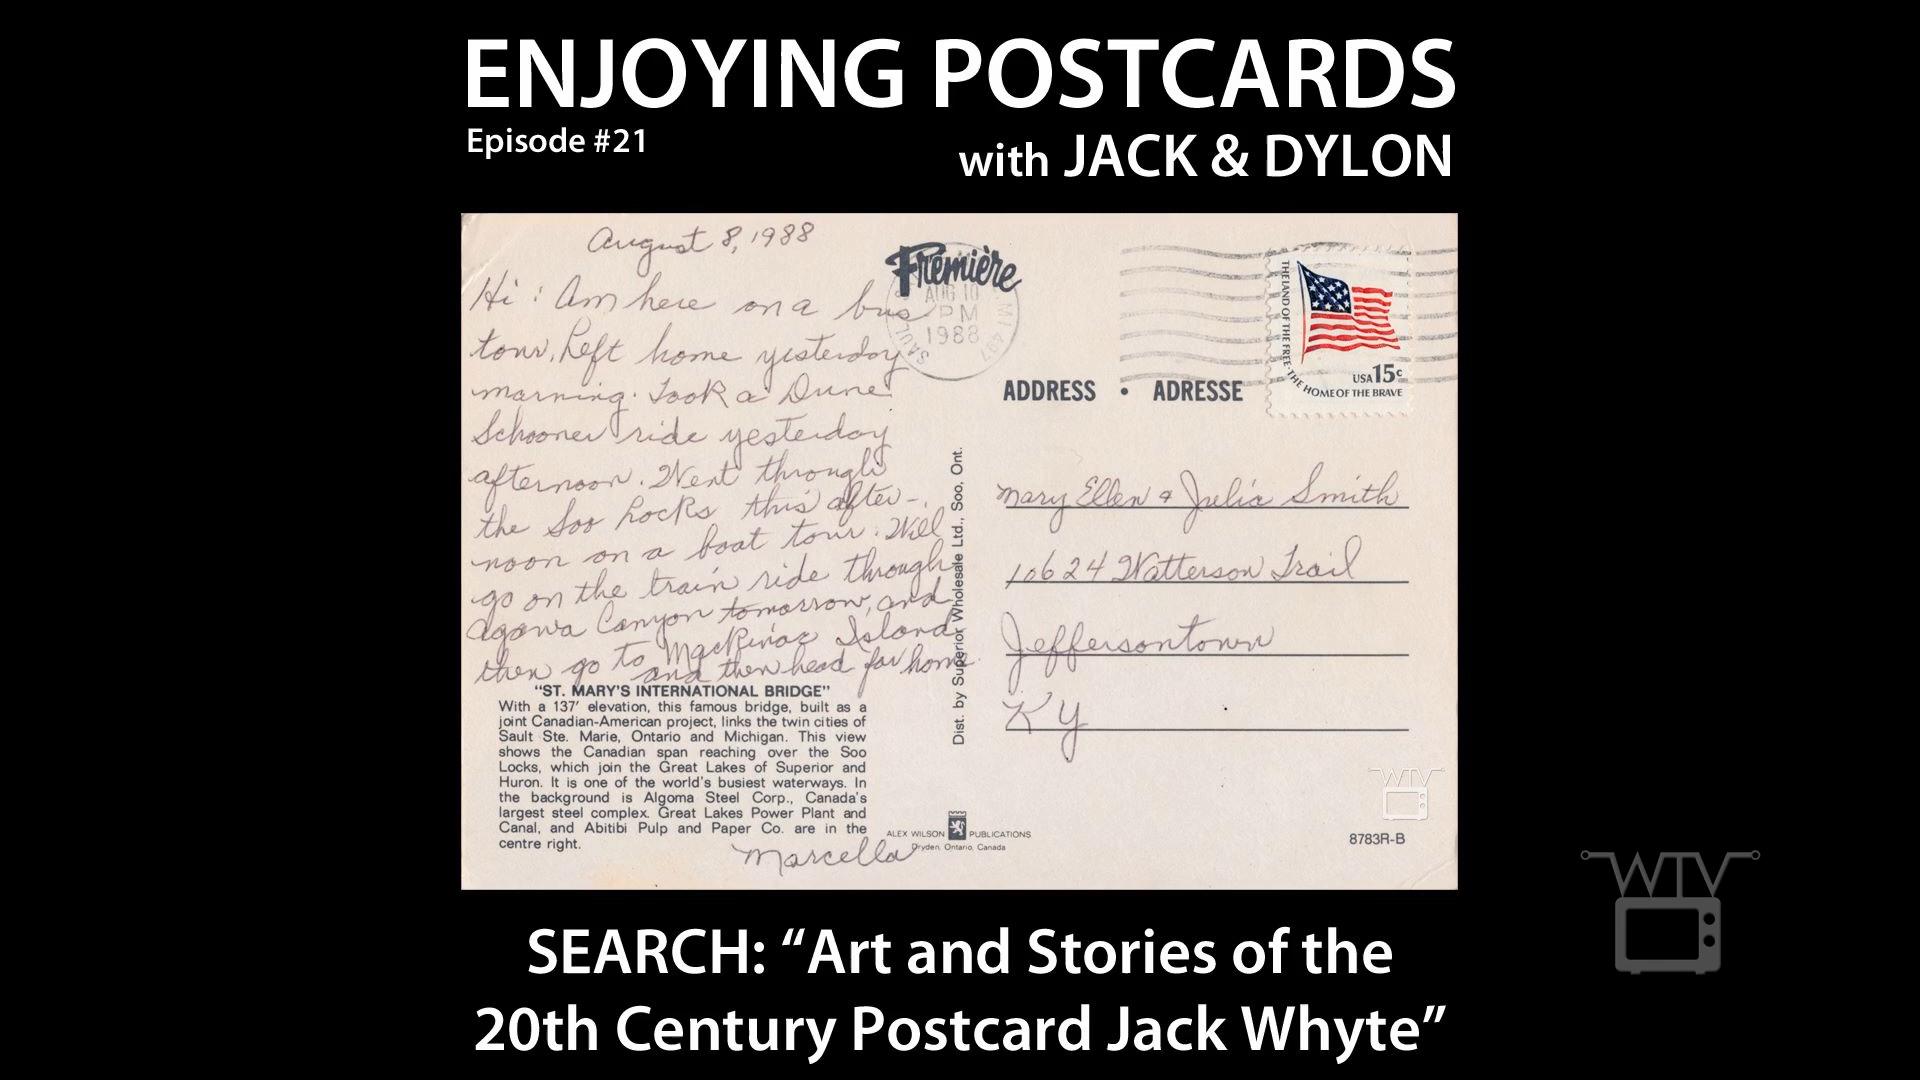 ENJOYING POSTCARDS
Episode #21
with JACK & DYLON
August 8, 1988
Hi: Am here on a bus
tour. Left home yesterday
morning. Took a Dune
Schooner ride yesterday
afternoon. Went through
the Soo Locks this after-
noon on a boat tour. Will
go on the train ride through
Agawa Canyon tomorrow, and
then go to Mackinac Island
and then head for home.
"ST. MARY'S INTERNATIONAL BRIDGE"
With a 137' elevation, this famous bridge, built as a
joint Canadian-American project, links the twin cities of
Sault Ste. Marie, Ontario and Michigan. This view
shows the Canadian span reaching over the Soo
Locks, which join the Great Lakes of Superior and
Huron. It is one of the world's busiest waterways. In
the background is Algoma Steel Corp., Canada's
largest steel complex. Great Lakes Power Plant and
Canal, and Abitibi Pulp and Paper Co. are in the
centre right.
Marcella
Première
SAULT
AUG 10
PM
1988
MI 497
THE LAND OF THE FREE · THE HOME OF THE BRAVE
USA 15c
ADDRESS • ADRESSE
Dist. by Superior Wholesale Ltd., Soo, Ont.
Mary Ellen & Julia Smith
10624 Watterson Trail
Jeffersontown
KY
ALEX WILSON PUBLICATIONS
Dryden, Ontario, Canada
8783R-B
WTV
WTV
SEARCH: “Art and Stories of the
20th Century Postcard Jack Whyte”